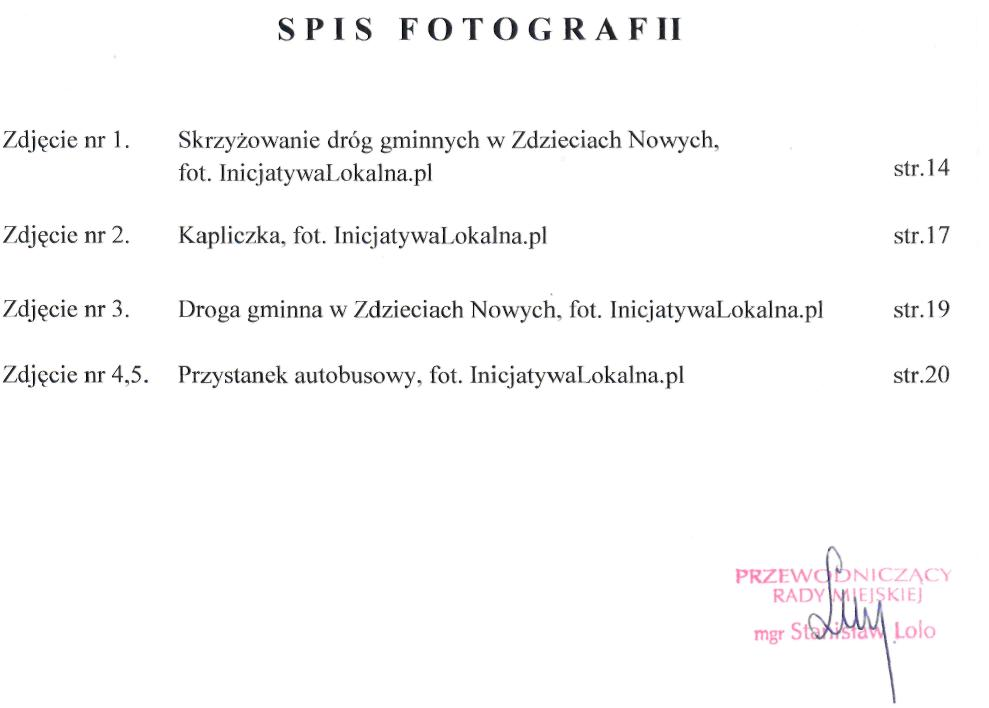 SPIS FOTOGRAFII
Zdjęcie nr 1. Skrzyżowanie dróg gminnych w Zdzieciach Nowych,
fot. InicjatywaLokalna.pl str.14
Zdjęcie nr 2. Kapliczka, fot. InicjatywaLokalna.pl str.17
Zdjęcie nr 3. Droga gminna w Zdzieciach Nowych, fot. InicjatywaLokalna.pl str.19
Zdjęcie nr 4,5. Przystanek autobusowy, fot. InicjatywaLokalna.pl str.20
PRZEWODNICZĄCY
RADY MIEJSKIEJ
mgr Stanisław Lolo